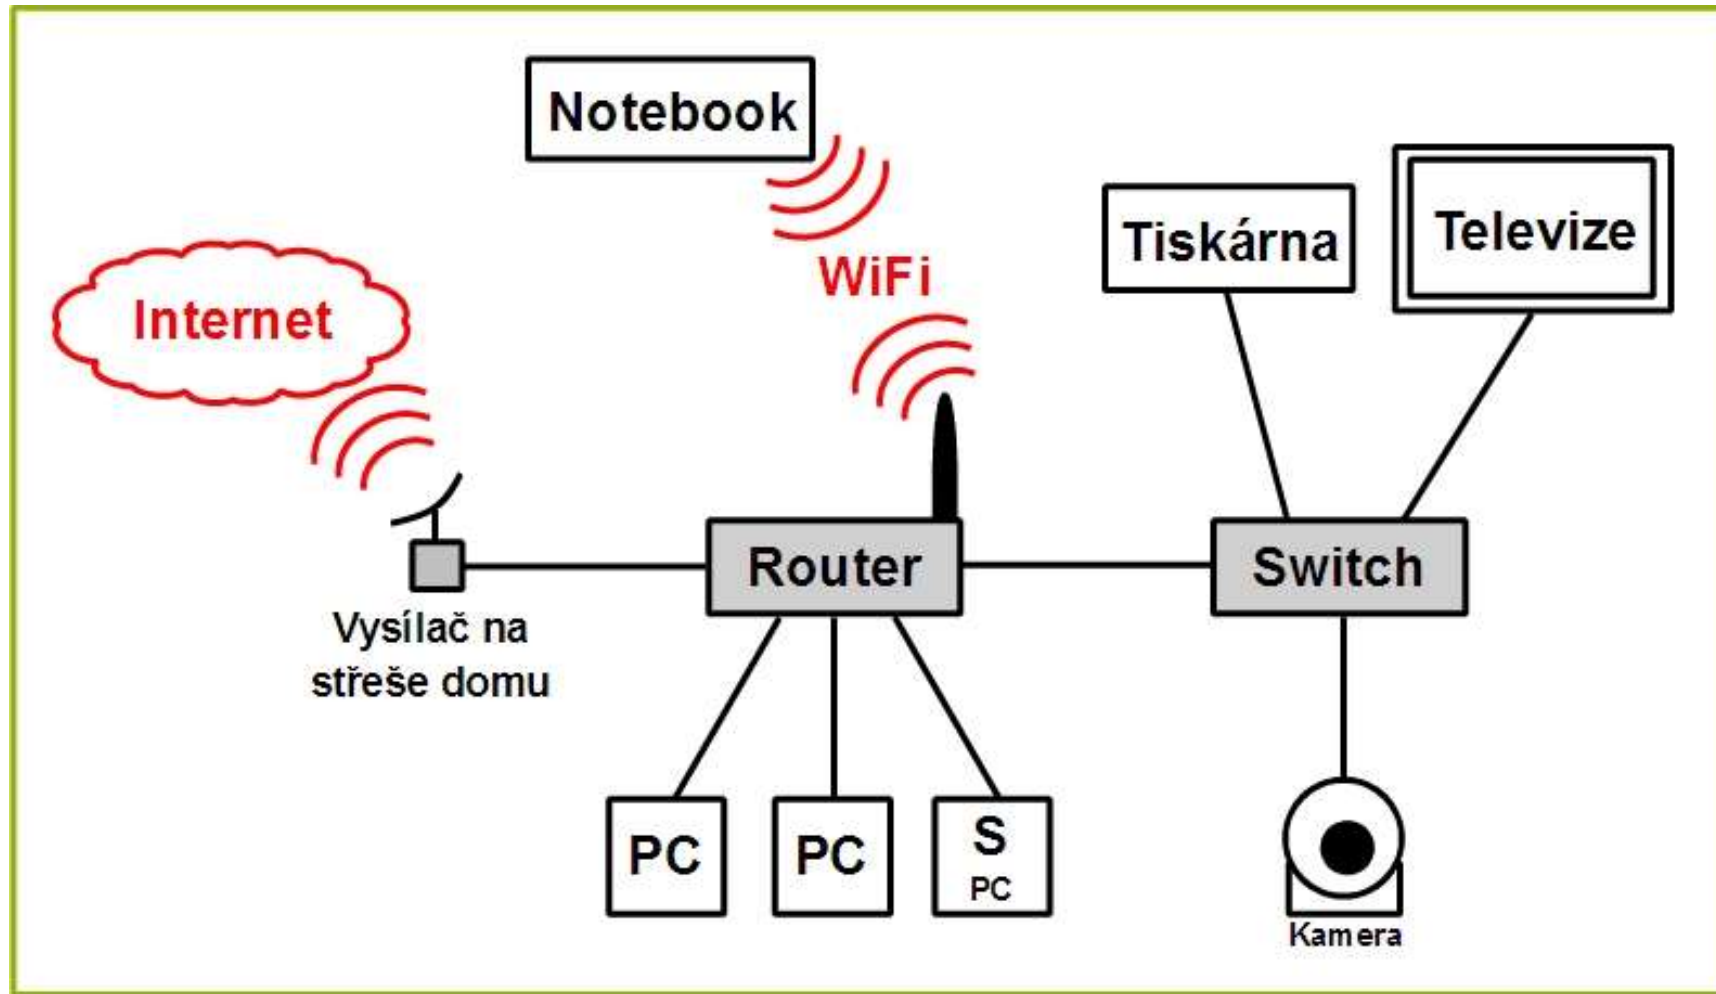 Notebook
Tiskárna
Televize
WiFi
Internet
Router
Switch
Vysílač na
střeše domu
PC
PC
S
PC
Kamera